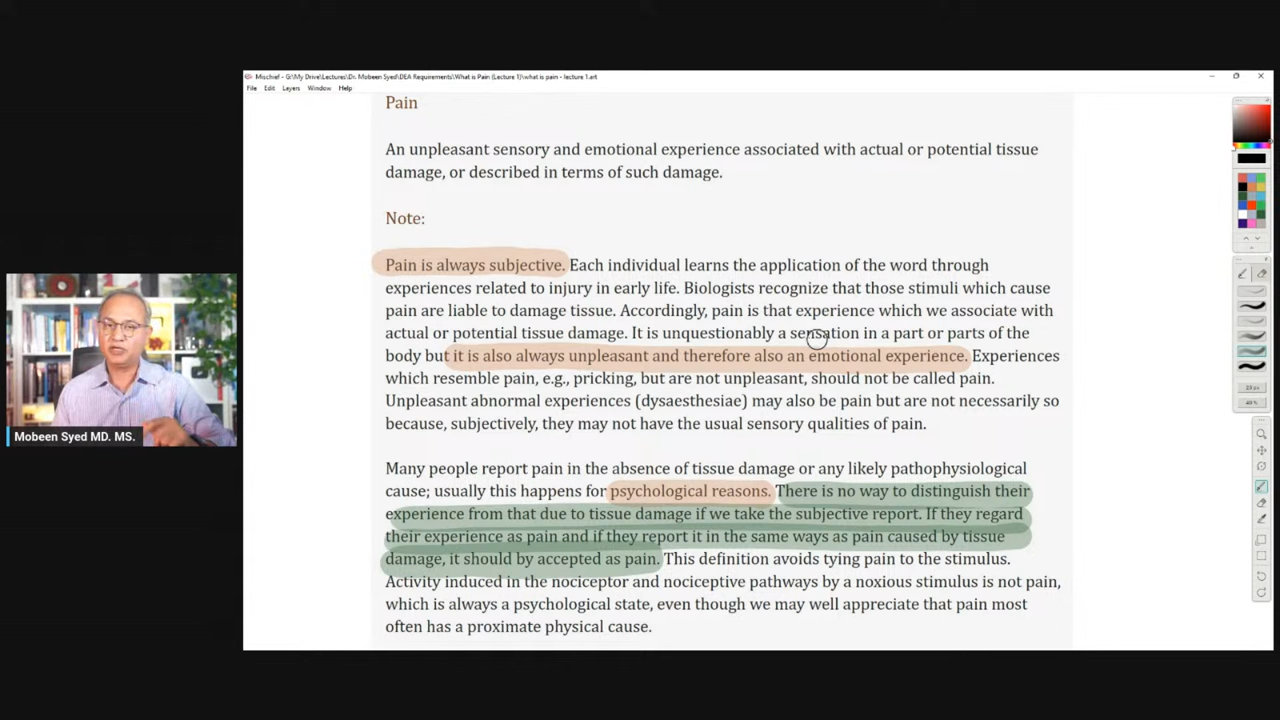 Mischief - G:\My Drive\Lectures\Dr. Mobeen Syed\DEA Requirements\What is Pain (Lecture 1)\what is pain - lecture 1.art
File Edit Layers Window Help
Pain
An unpleasant sensory and emotional experience associated with actual or potential tissue
damage, or described in terms of such damage.
Note:
Pain is always subjective. Each individual learns the application of the word through
experiences related to injury in early life. Biologists recognize that those stimuli which cause
pain are liable to damage tissue. Accordingly, pain is that experience which we associate with
actual or potential tissue damage. It is unquestionably a sensation in a part or parts of the
body but it is also always unpleasant and therefore also an emotional experience. Experiences
which resemble pain, e.g., pricking, but are not unpleasant, should not be called pain.
Unpleasant abnormal experiences (dysaesthesiae) may also be pain but are not necessarily so
because, subjectively, they may not have the usual sensory qualities of pain.
Many people report pain in the absence of tissue damage or any likely pathophysiological
cause; usually this happens for psychological reasons. There is no way to distinguish their
experience from that due to tissue damage if we take the subjective report. If they regard
their experience as pain and if they report it in the same ways as pain caused by tissue
damage, it should by accepted as pain. This definition avoids tying pain to the stimulus.
Activity induced in the nociceptor and nociceptive pathways by a noxious stimulus is not pain,
which is always a psychological state, even though we may well appreciate that pain most
often has a proximate physical cause.
Mobeen Syed MD. MS.
23 px
40 %